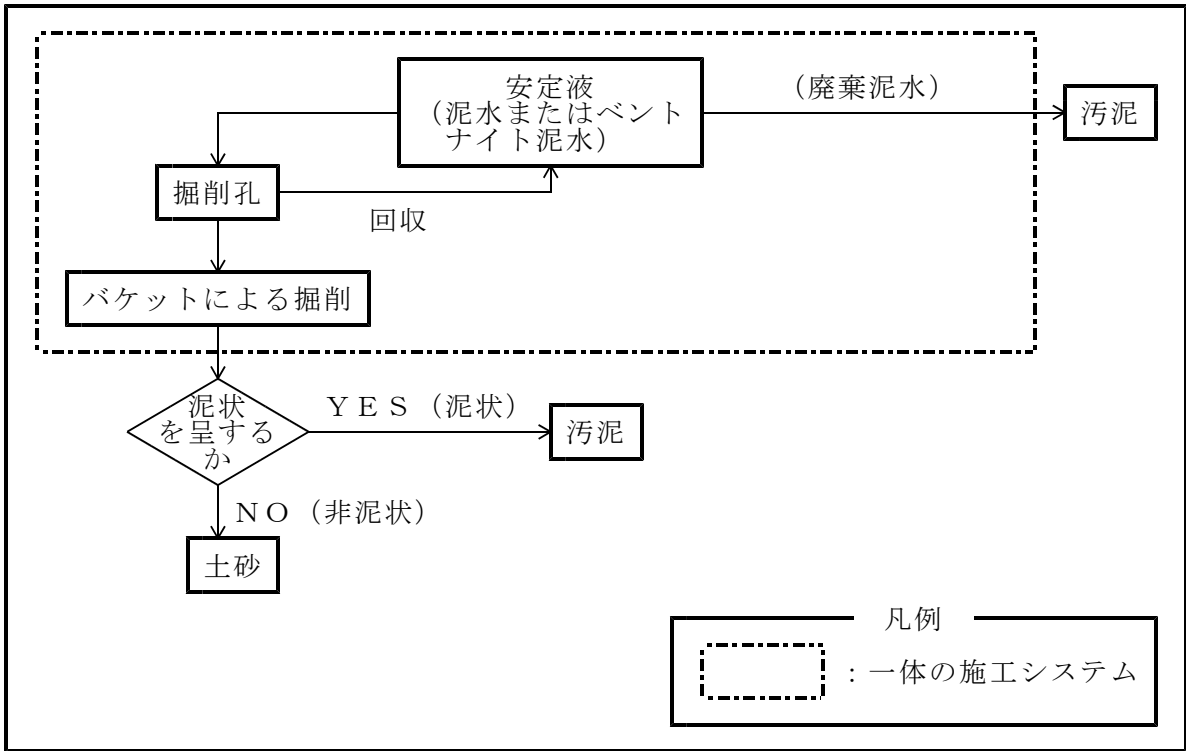 安定液
（泥水またはベント
ナイト泥水）
（廃棄泥水）
汚泥
掘削孔
回収
バケットによる掘削
泥状
を呈する
か
ＹＥＳ（泥状）
汚泥
ＮＯ（非泥状）
土砂
凡例
：一体の施工システム